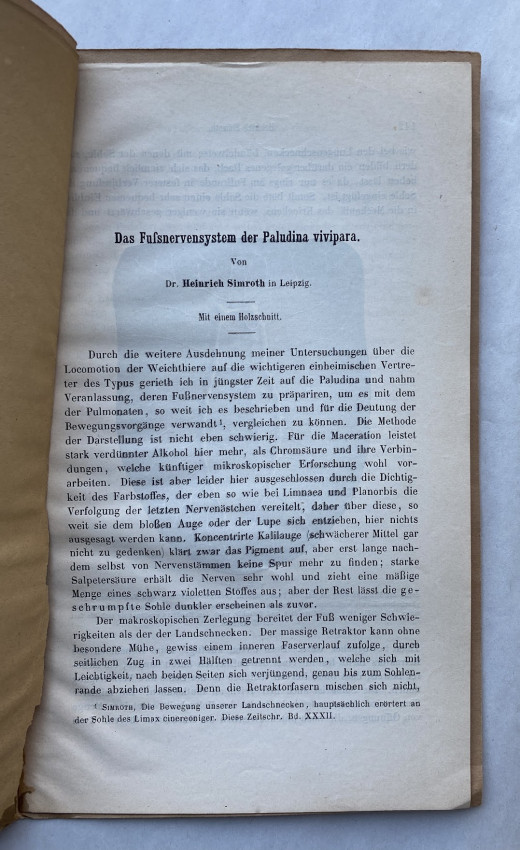 Das Fuſsnervensystem der Paludina vivipara.
Von
Dr. Heinrich Simroth in Leipzig.
Mit einem Holzschnitt.
Durch die weitere Ausdehnung meiner Untersuchungen über die
Locomotion der Weichthiere auf die wichtigeren einheimischen Vertre-
ter des Typus gerieth ich in jüngster Zeit auf die Paludina und nahm
Veranlassung, deren Fußnervensystem zu präpariren, um es mit dem
der Pulmonaten, so weit ich es beschrieben und für die Deutung der
Bewegungsvorgänge verwandt¹, vergleichen zu können. Die Methode
der Darstellung ist nicht eben schwierig. Für die Maceration leistet
stark verdünnter Alkohol hier mehr, als Chromsäure und ihre Verbin-
dungen, welche künftiger mikroskopischer Erforschung wohl vor-
arbeiten. Diese ist aber leider hier ausgeschlossen durch die Dichtig-
keit des Farbstoffes, der eben so wie bei Limnaea und Planorbis die
Verfolgung der letzten Nervenästchen vereitelt, daher über diese, so
weit sie dem bloßen Auge oder der Lupe sich entziehen, hier nichts
ausgesagt werden kann. Koncentrirte Kalilauge (schwächerer Mittel gar
nicht zu gedenken) klärt zwar das Pigment auf, aber erst lange nach-
dem selbst von Nervenstämmen keine Spur mehr zu finden; starke
Salpetersäure erhält die Nerven sehr wohl und zieht eine mäßige
Menge eines schwarz violetten Stoffes aus; aber der Rest lässt die ge-
schrumpfte Sohle dunkler erscheinen als zuvor.
Der makroskopischen Zerlegung bereitet der Fuß weniger Schwie-
rigkeiten als der der Landschnecken. Der massige Retraktor kann ohne
besondere Mühe, gewiss einem inneren Faserverlauf zufolge, durch
seitlichen Zug in zwei Hälften getrennt werden, welche sich mit
Leichtigkeit, nach beiden Seiten sich verjüngend, genau bis zum Sohlen-
rande abziehen lassen. Denn die Retraktorfasern mischen sich nicht,
¹ Simroth, Die Bewegung unserer Landschnecken, hauptsächlich erörtert an
der Sohle des Limax cinereoniger. Diese Zeitschr. Bd. XXXII.